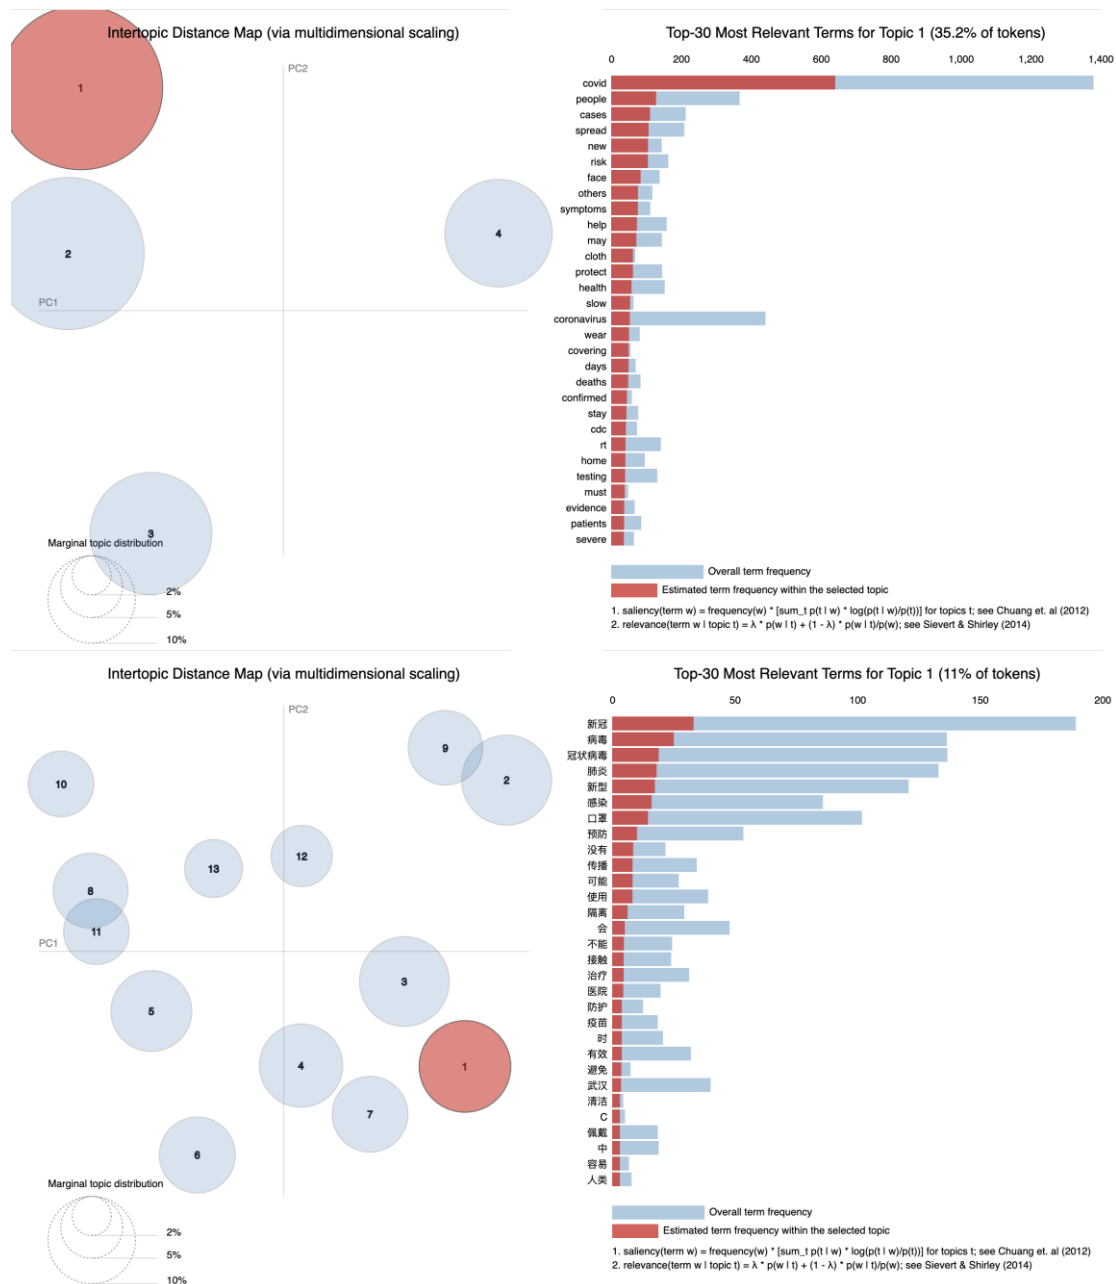 Intertopic Distance Map (via multidimensional scaling)
PC2
PC1
1
2
4
3
Marginal topic distribution
2%
5%
10%
Top-30 Most Relevant Terms for Topic 1 (35.2% of tokens)
0 200 400 600 800 1,000 1,200 1,400
covid
people
cases
spread
new
risk
face
others
symptoms
help
may
cloth
protect
health
slow
coronavirus
wear
covering
days
deaths
confirmed
stay
cdc
rt
home
testing
must
evidence
patients
severe
Overall term frequency
Estimated term frequency within the selected topic
1. saliency(term w) = frequency(w) * [sum_t p(t | w) * log(p(t | w)/p(t))] for topics t; see Chuang et. al (2012)
2. relevance(term w | topic t) = λ * p(w | t) + (1 - λ) * p(w | t)/p(w); see Sievert & Shirley (2014)
Intertopic Distance Map (via multidimensional scaling)
PC2
PC1
9
2
10
12
13
8
11
3
5
4
1
7
6
Marginal topic distribution
2%
5%
10%
Top-30 Most Relevant Terms for Topic 1 (11% of tokens)
0 50 100 150 200
新冠
病毒
冠状病毒
肺炎
新型
感染
口罩
预防
没有
传播
可能
使用
隔离
会
不能
接触
治疗
医院
防护
疫苗
时
有效
避免
武汉
清洁
C
佩戴
中
容易
人类
Overall term frequency
Estimated term frequency within the selected topic
1. saliency(term w) = frequency(w) * [sum_t p(t | w) * log(p(t | w)/p(t))] for topics t; see Chuang et. al (2012)
2. relevance(term w | topic t) = λ * p(w | t) + (1 - λ) * p(w | t)/p(w); see Sievert & Shirley (2014)